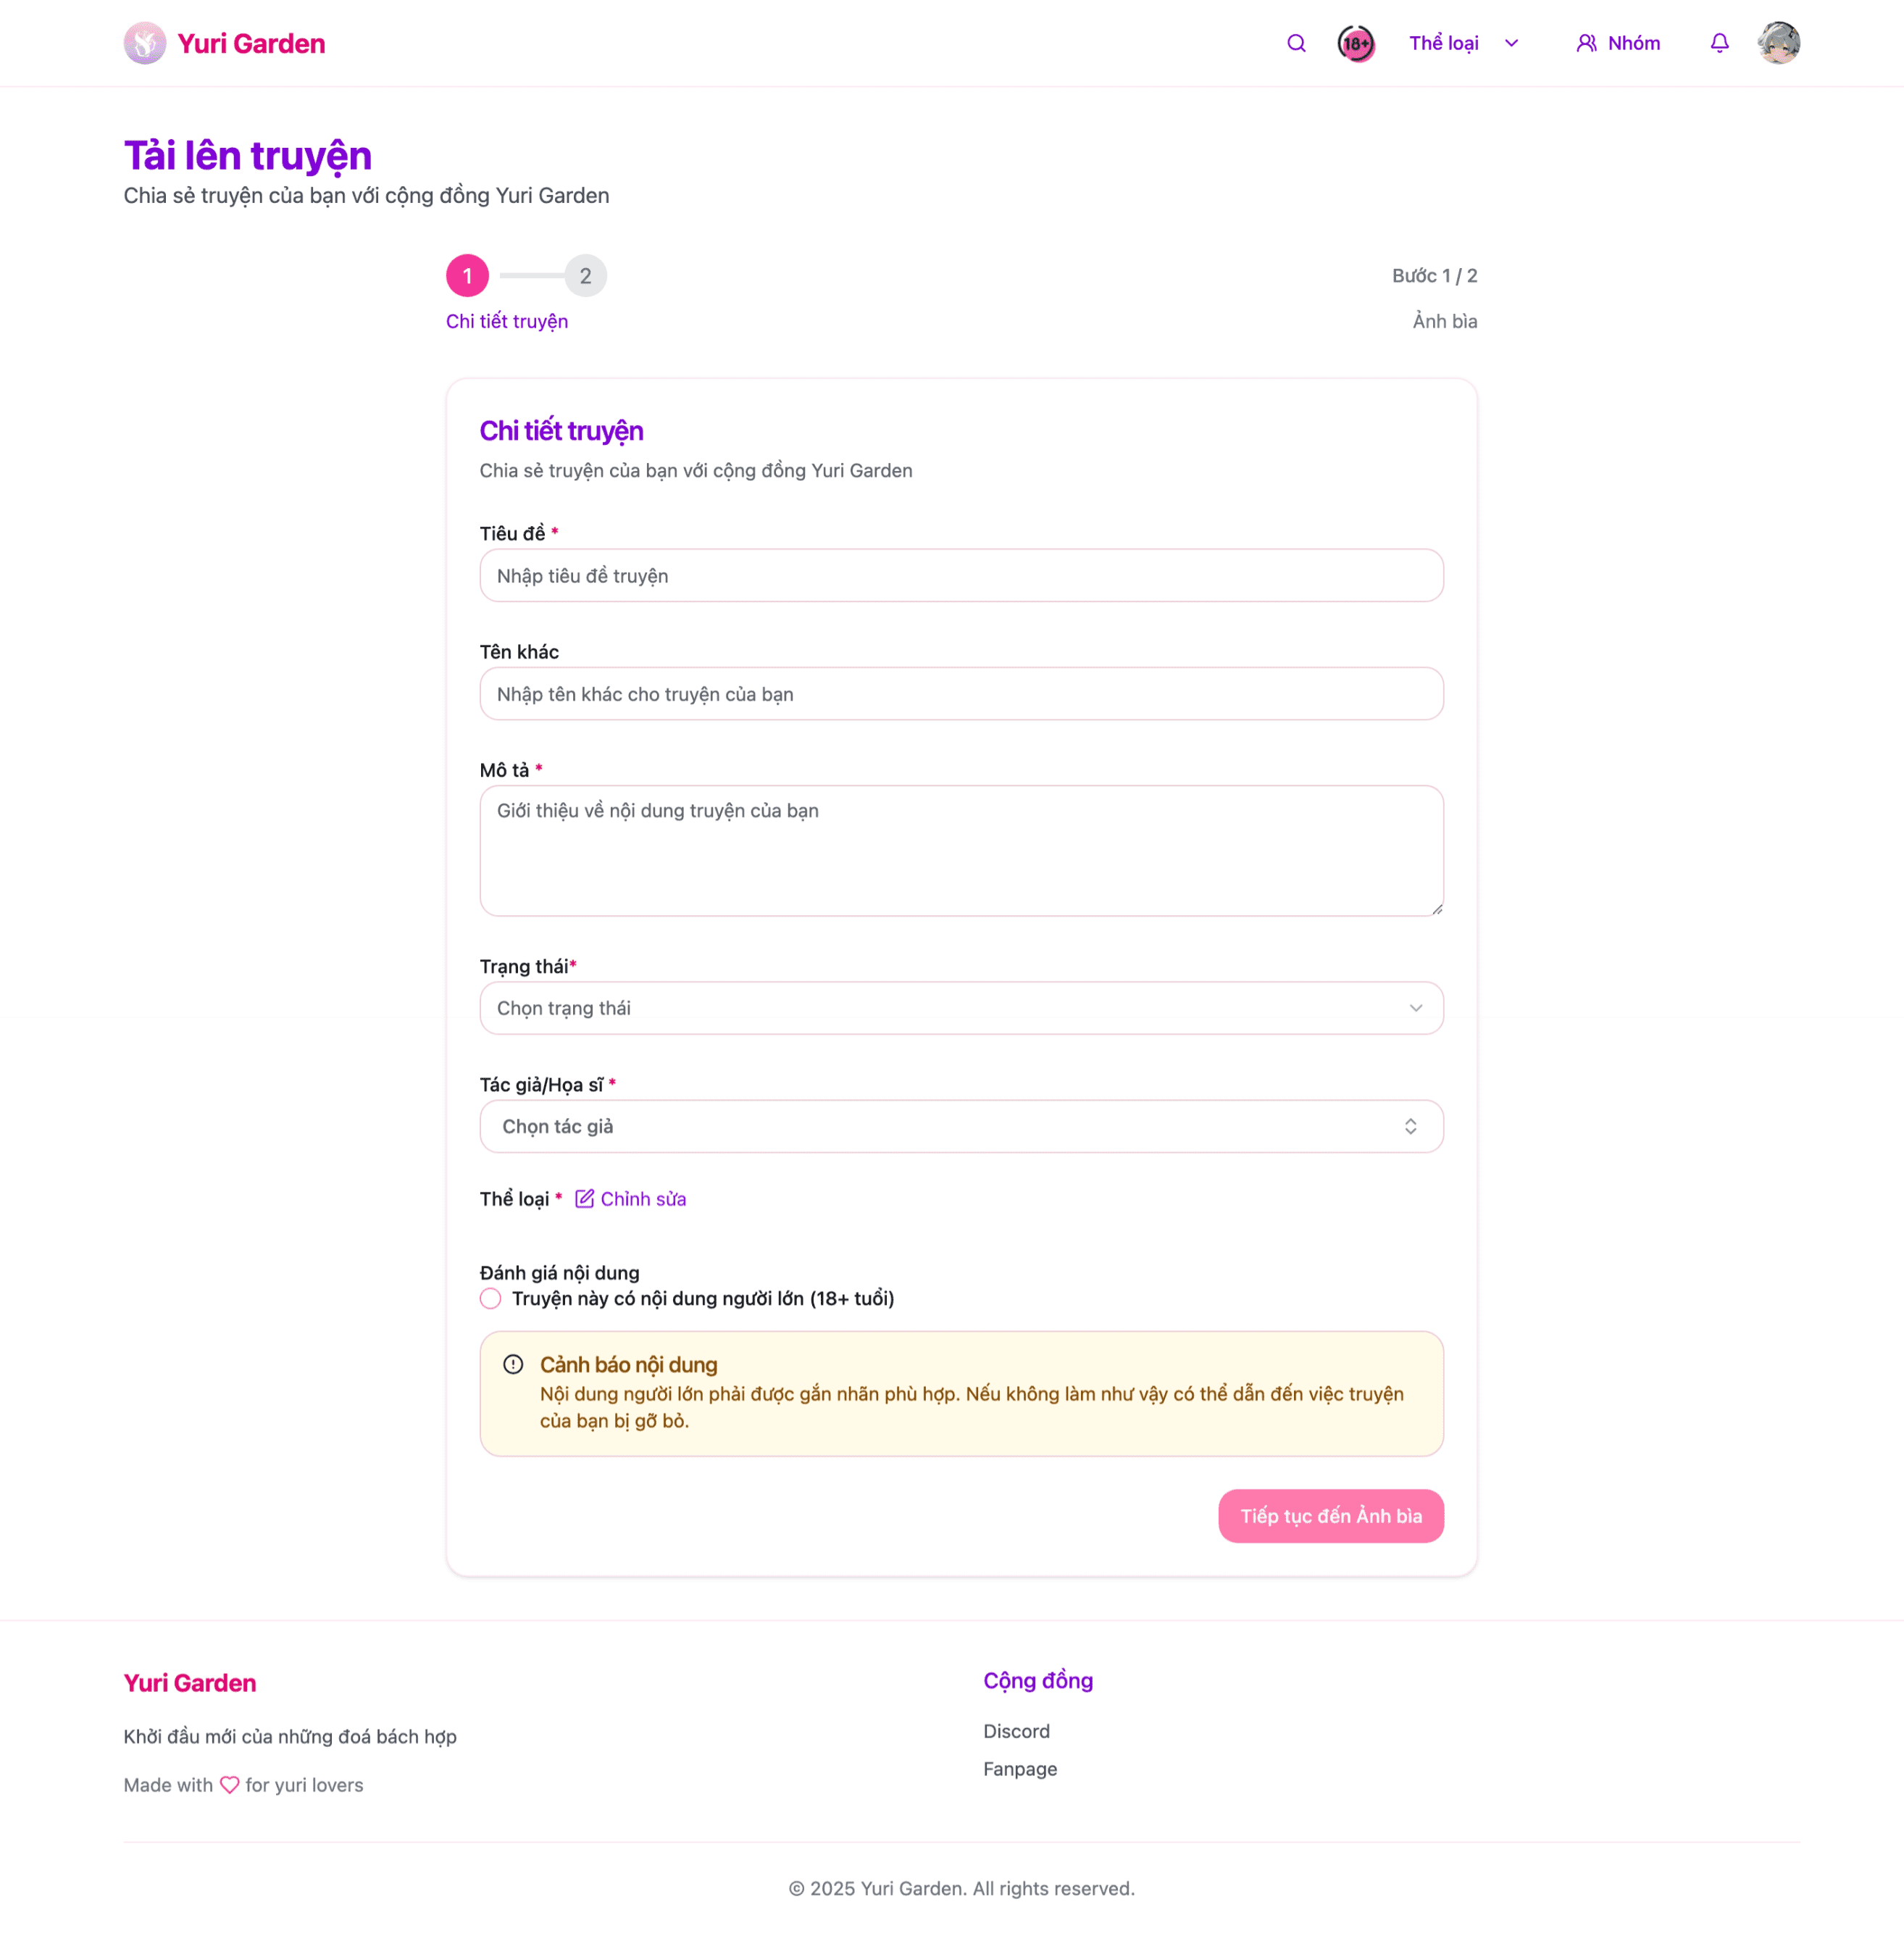 Yuri Garden
18+
Thể loại
Nhóm
Tải lên truyện
Chia sẻ truyện của bạn với cộng đồng Yuri Garden
1
2
Bước 1 / 2
Chi tiết truyện
Ảnh bìa
Chi tiết truyện
Chia sẻ truyện của bạn với cộng đồng Yuri Garden
Tiêu đề *
Nhập tiêu đề truyện
Tên khác
Nhập tên khác cho truyện của bạn
Mô tả *
Giới thiệu về nội dung truyện của bạn
Trạng thái*
Chọn trạng thái
Tác giả/Họa sĩ *
Chọn tác giả
Thể loại * Chỉnh sửa
Đánh giá nội dung
Truyện này có nội dung người lớn (18+ tuổi)
Cảnh báo nội dung
Nội dung người lớn phải được gắn nhãn phù hợp. Nếu không làm như vậy có thể dẫn đến việc truyện
của bạn bị gỡ bỏ.
Tiếp tục đến Ảnh bìa
Yuri Garden
Khởi đầu mới của những đoá bách hợp
Made with for yuri lovers
Cộng đồng
Discord
Fanpage
© 2025 Yuri Garden. All rights reserved.